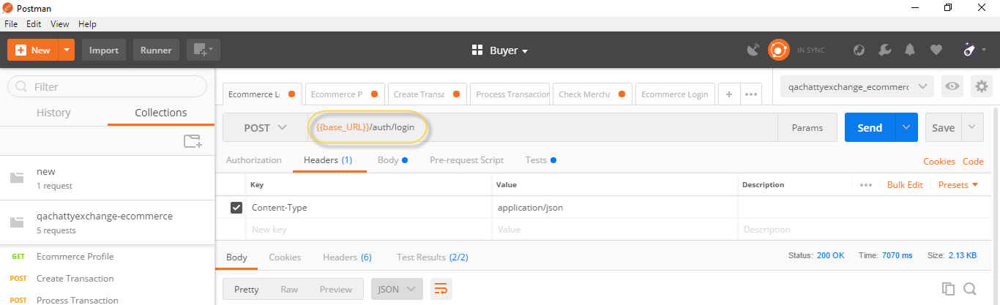 Postman
File Edit View Help
New Import Runner Buyer IN SYNC
Filter
History Collections
new
1 request
qachattyexchange-ecommerce
5 requests
GET Ecommerce Profile
POST Create Transaction
POST Process Transaction
Ecommerce L Ecommerce P Create Transa Process Transaction Check Mercha Ecommerce Login + •••
qachattyexchange_ecommerc
POST {{base_URL}}/auth/login Params Send Save
Authorization Headers (1) Body Pre-request Script Tests Cookies Code
Key Value Description ••• Bulk Edit Presets
Content-Type application/json
New key Value Description
Body Cookies Headers (6) Test Results (2/2) Status: 200 OK Time: 7070 ms Size: 2.13 KB
Pretty Raw Preview JSON